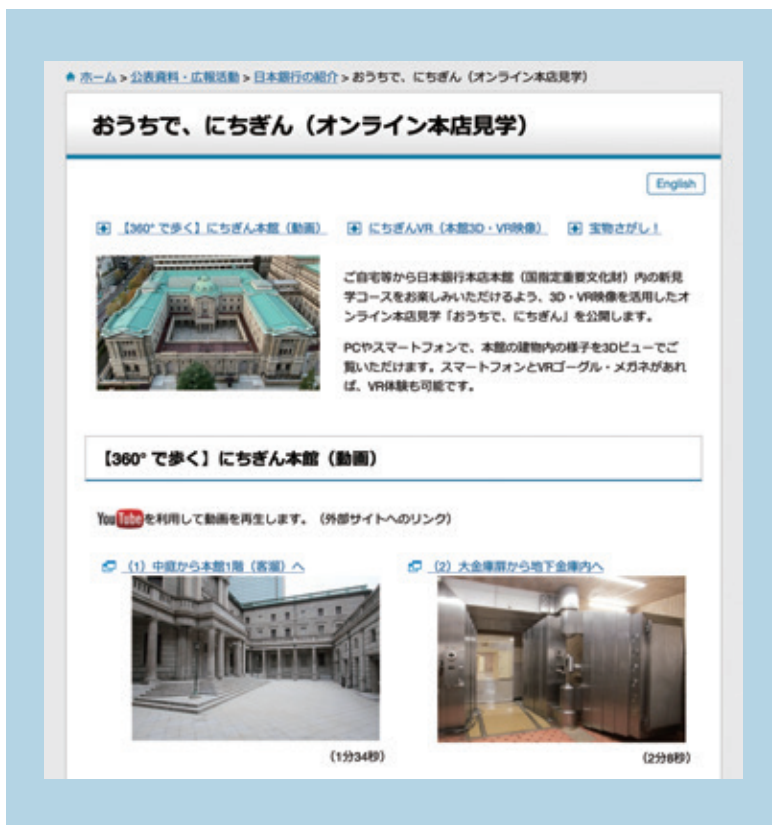 ホーム > 公表資料・広報活動 > 日本銀行の紹介 > おうちで、にちぎん（オンライン本店見学）
おうちで、にちぎん（オンライン本店見学）
English
【360°で歩く】にちぎん本館（動画） にちぎんVR（本館3D・VR映像） 宝物さがし！
ご自宅等から日本銀行本店本館（国指定重要文化財）内の新見
学コースをお楽しみいただけるよう、3D・VR映像を活用したオ
ンライン本店見学「おうちで、にちぎん」を公開します。
PCやスマートフォンで、本館の建物内の様子を3Dビューでご
覧いただけます。スマートフォンとVRゴーグル・メガネがあれ
ば、VR体験も可能です。
【360°で歩く】にちぎん本館（動画）
YouTubeを利用して動画を再生します。（外部サイトへのリンク）
（1）中庭から本館1階（客溜）へ
（2）大金庫扉から地下金庫内へ
（1分34秒）
（2分8秒）